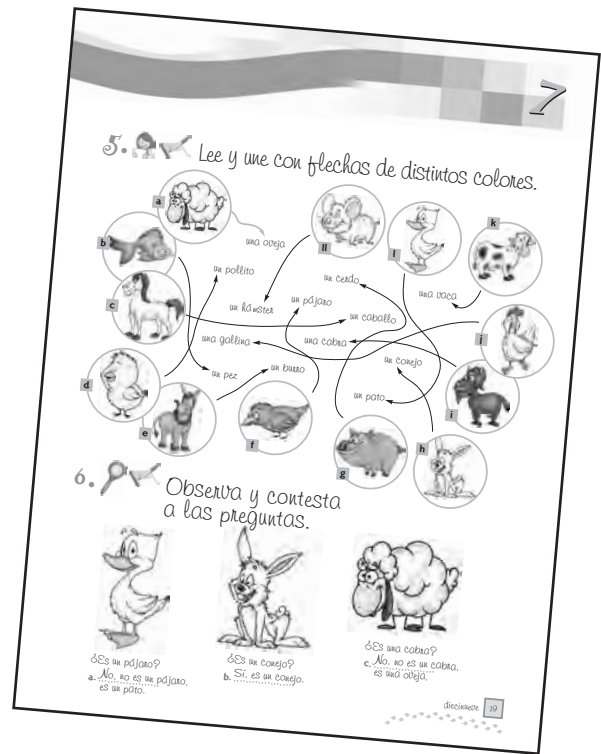 7
5. Lee y une con flechas de distintos colores.
a
b
c
d
e
f
g
h
i
j
k
l
ll
una oveja
un pollito
un hámster
un cerdo
una vaca
un pájaro
un caballo
una gallina
una cabra
un conejo
un pez
un burro
un pato
6. Observa y contesta
a las preguntas.
¿Es un pájaro?
a. No, no es un pájaro,
es un pato.
¿Es un conejo?
b. Sí, es un conejo.
¿Es una cabra?
c. No, no es un cabra,
es una oveja.
diecinueve 19